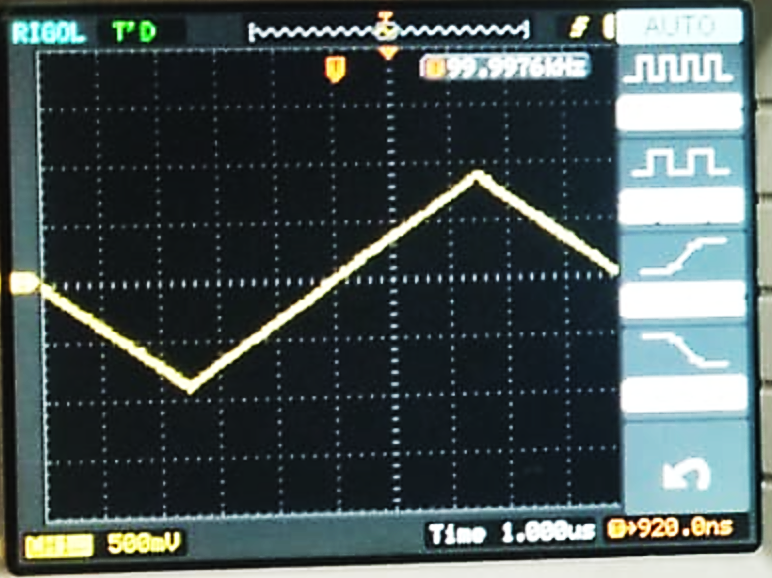 RIGOL T'D AUTO
99.9976kHz
500mV Time 1.000us 920.0ns